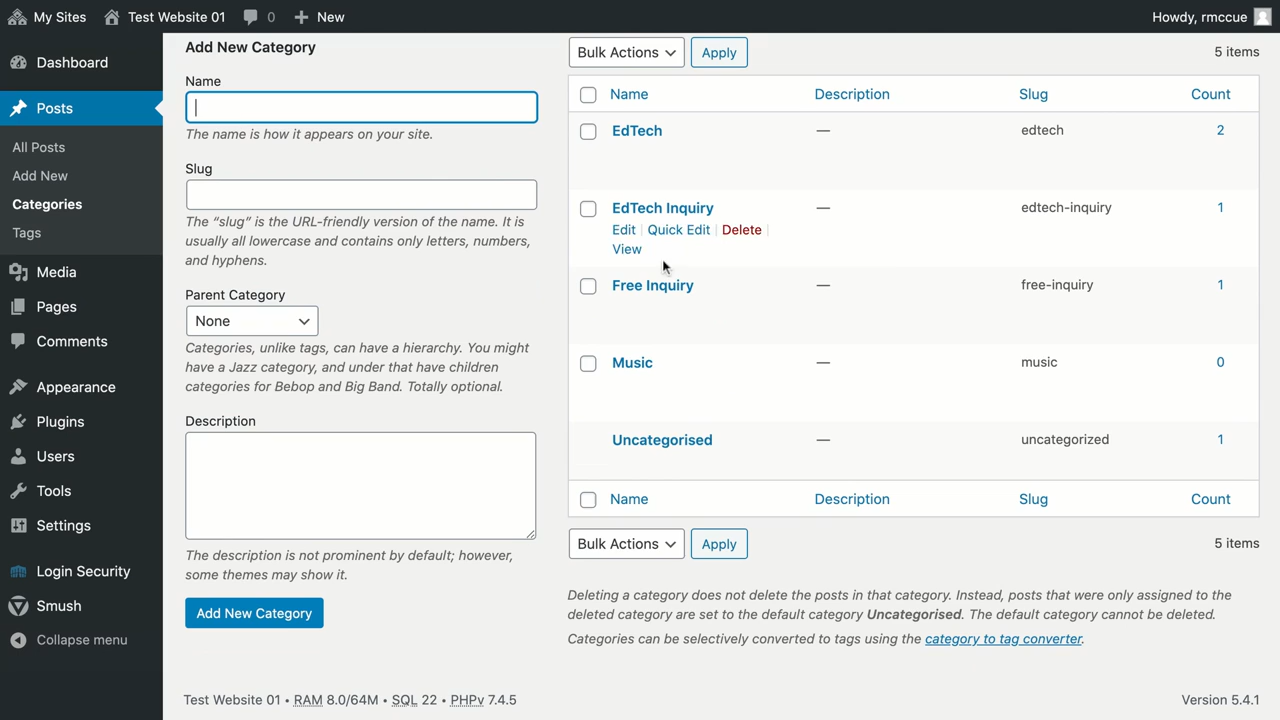 My Sites
Test Website 01
0
New
Howdy, rmccue
Dashboard
Posts
All Posts
Add New
Categories
Tags
Media
Pages
Comments
Appearance
Plugins
Users
Tools
Settings
Login Security
Smush
Collapse menu
Add New Category
Name
The name is how it appears on your site.
Slug
The “slug” is the URL-friendly version of the name. It is
usually all lowercase and contains only letters, numbers,
and hyphens.
Parent Category
None
Categories, unlike tags, can have a hierarchy. You might
have a Jazz category, and under that have children
categories for Bebop and Big Band. Totally optional.
Description
The description is not prominent by default; however,
some themes may show it.
Add New Category
Bulk Actions Apply 5 items
Name Description Slug Count
EdTech — edtech 2
EdTech Inquiry — edtech-inquiry 1
Edit | Quick Edit | Delete |
View
Free Inquiry — free-inquiry 1
Music — music 0
Uncategorised — uncategorized 1
Name Description Slug Count
Bulk Actions Apply 5 items
Deleting a category does not delete the posts in that category. Instead, posts that were only assigned to the
deleted category are set to the default category Uncategorised. The default category cannot be deleted.
Categories can be selectively converted to tags using the category to tag converter.
Test Website 01 • RAM 8.0/64M • SQL 22 • PHPv 7.4.5
Version 5.4.1